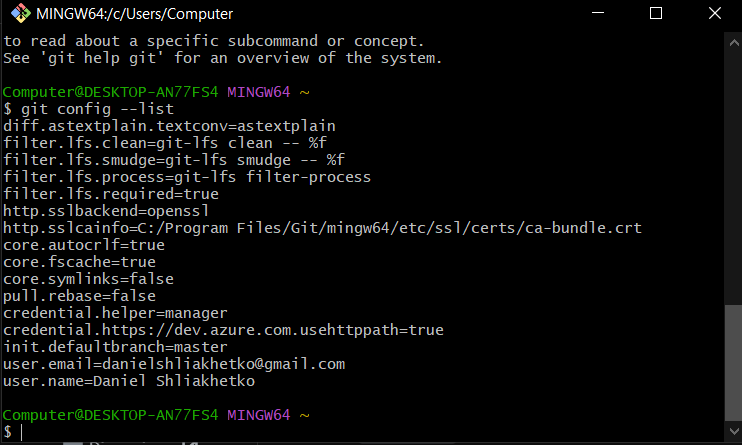 MINGW64:/c/Users/Computer
to read about a specific subcommand or concept.
See 'git help git' for an overview of the system.
Computer@DESKTOP-AN77FS4 MINGW64 ~
$ git config --list
diff.astextplain.textconv=astextplain
filter.lfs.clean=git-lfs clean -- %f
filter.lfs.smudge=git-lfs smudge -- %f
filter.lfs.process=git-lfs filter-process
filter.lfs.required=true
http.sslbackend=openssl
http.sslcainfo=C:/Program Files/Git/mingw64/etc/ssl/certs/ca-bundle.crt
core.autocrlf=true
core.fscache=true
core.symlinks=false
pull.rebase=false
credential.helper=manager
credential.https://dev.azure.com.usehttppath=true
init.defaultbranch=master
user.email=danielshliakhetko@gmail.com
user.name=Daniel Shliakhetko
Computer@DESKTOP-AN77FS4 MINGW64 ~
$